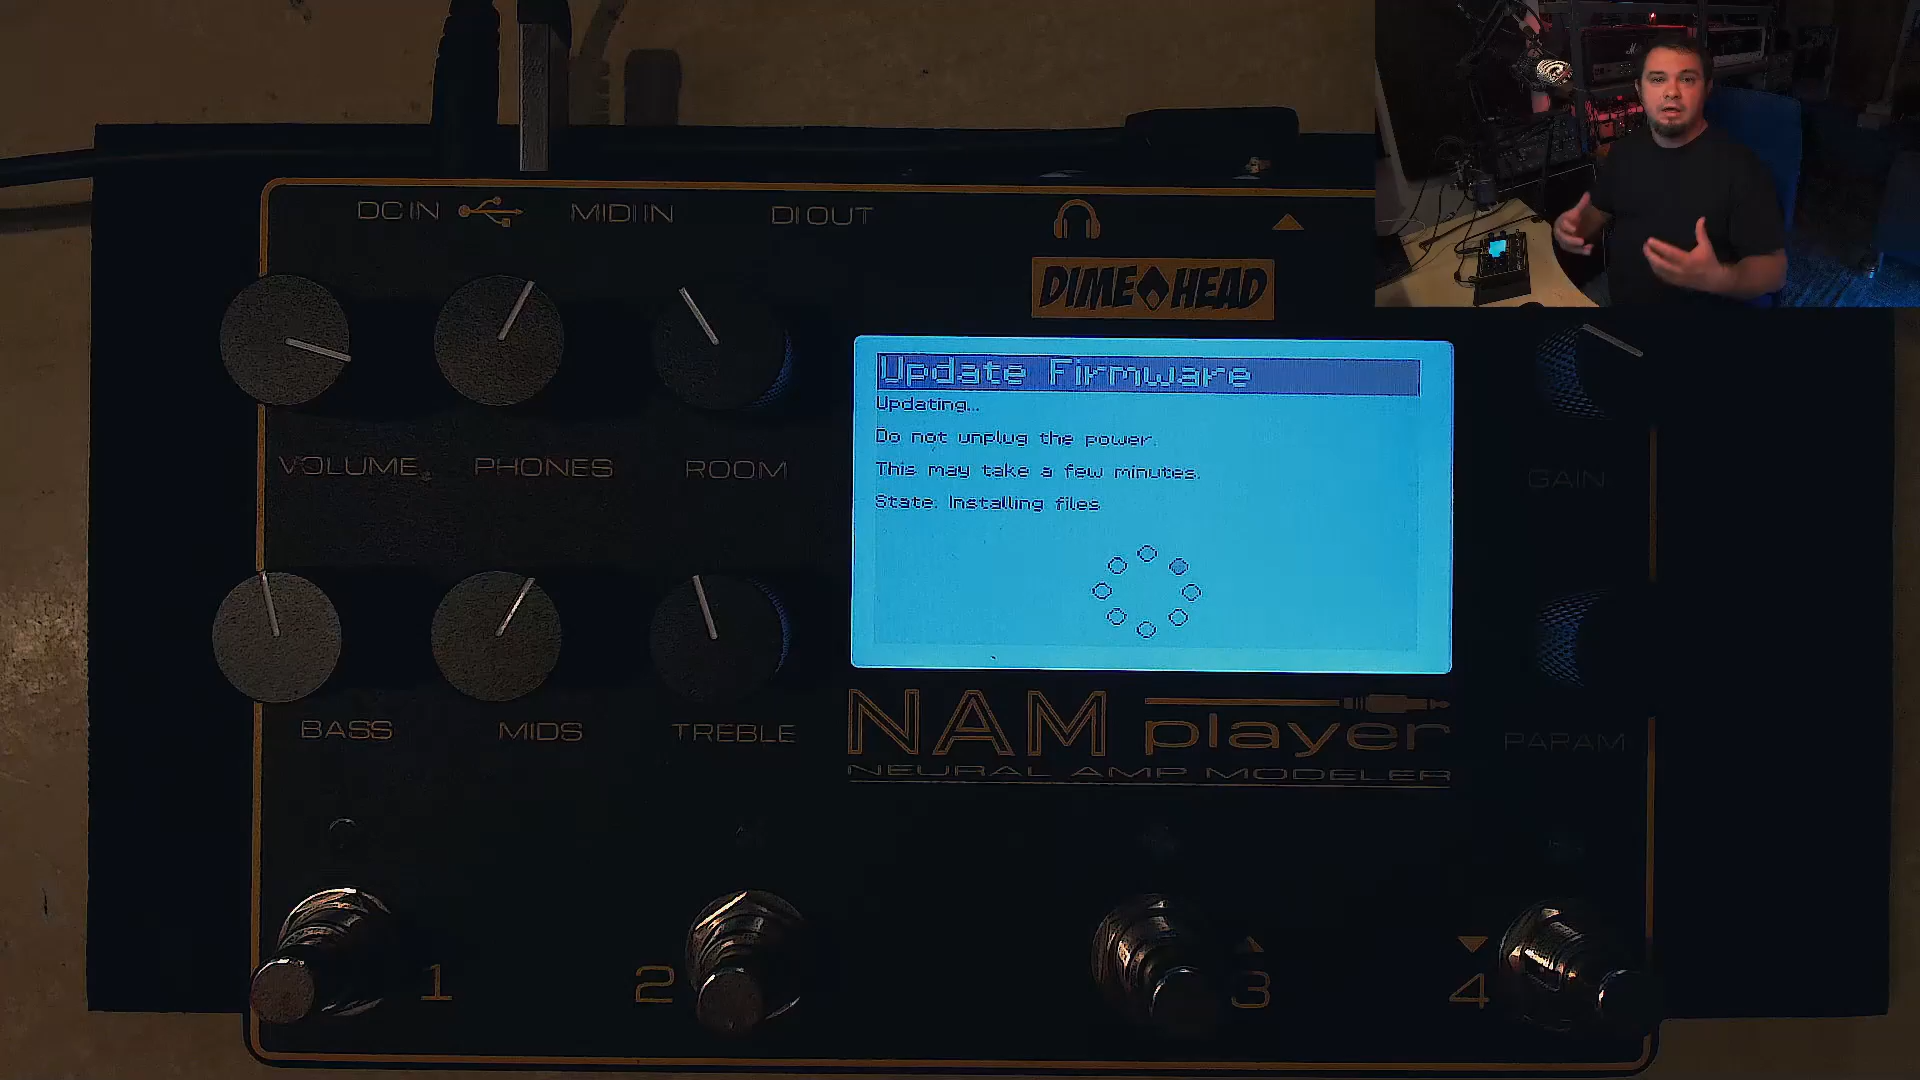 DC IN
MIDI IN
DI OUT
DIME HEAD
Update Firmware
Updating...
Do not unplug the power.
This may take a few minutes.
State: Installing files
VOLUME
PHONES
ROOM
GAIN
BASS
MIDS
TREBLE
PARAM
NAM player
NEURAL AMP MODELER
1
2
3
4